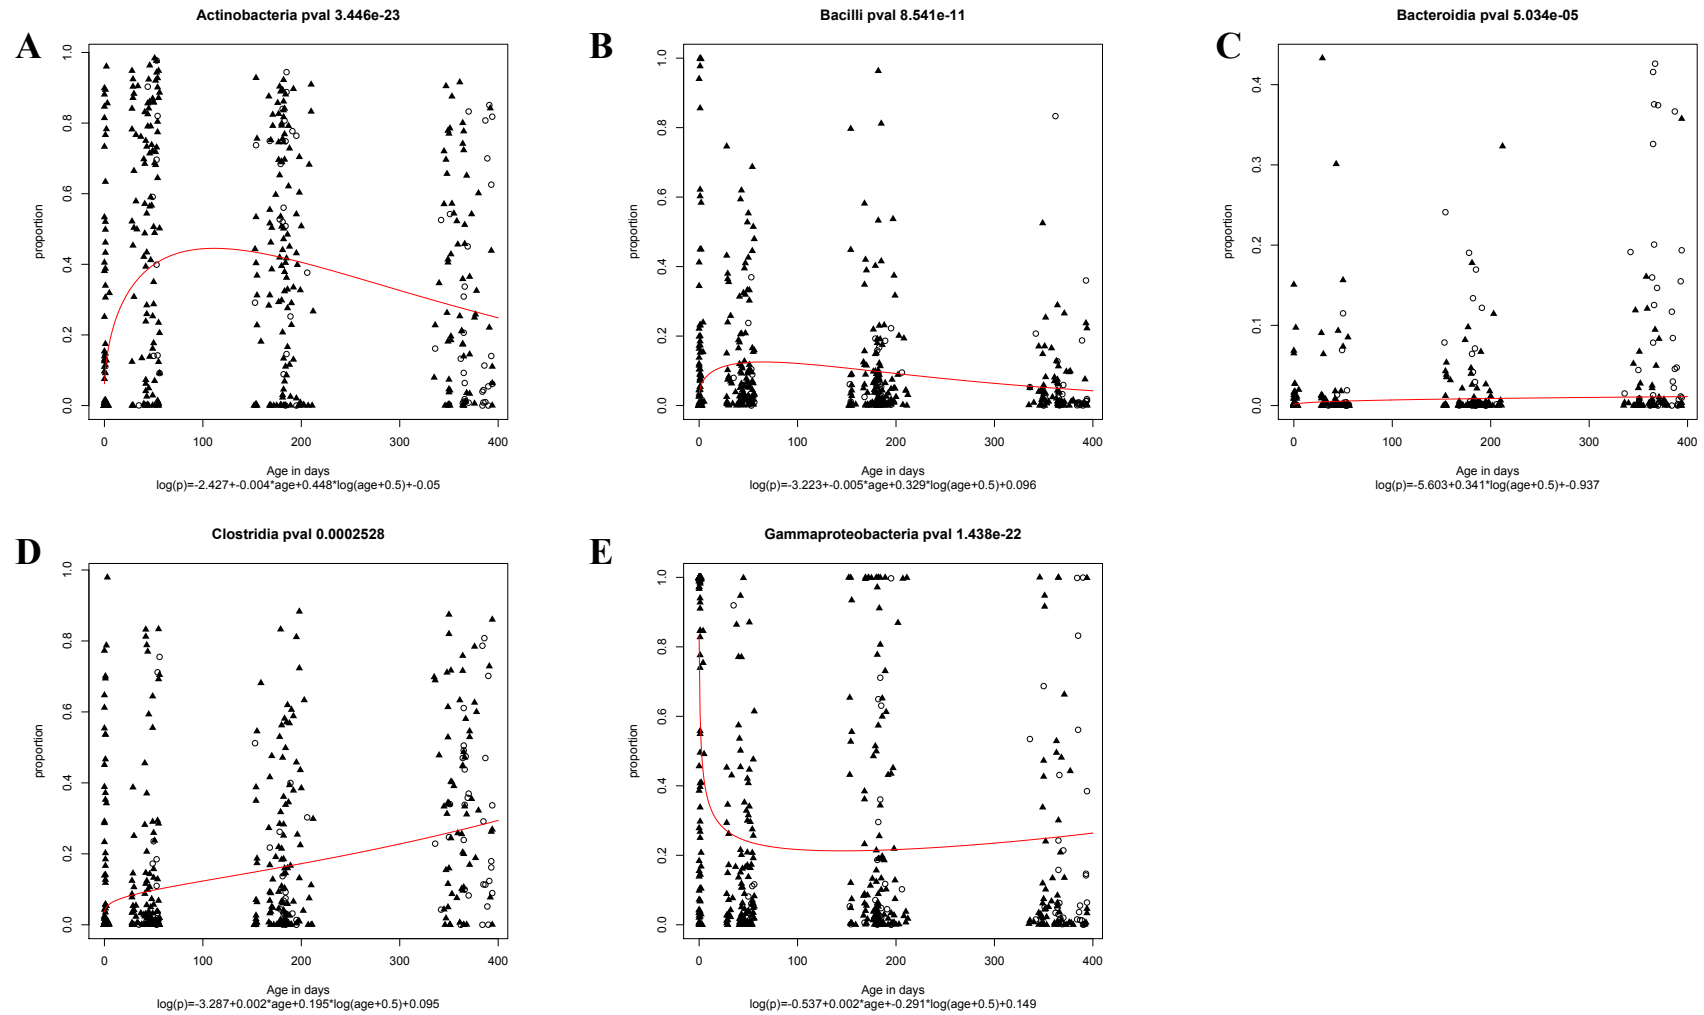 Actinobacteria pval 3.446e-23
A
proportion
0.0 0.2 0.4 0.6 0.8 1.0
0 100 200 300 400
Age in days
log(p)=-2.427+-0.004*age+0.448*log(age+0.5)+-0.05
Bacilli pval 8.541e-11
B
proportion
0.0 0.2 0.4 0.6 0.8 1.0
0 100 200 300 400
Age in days
log(p)=-3.223+-0.005*age+0.329*log(age+0.5)+0.096
Bacteroidia pval 5.034e-05
C
proportion
0.0 0.1 0.2 0.3 0.4
0 100 200 300 400
Age in days
log(p)=-5.603+0.341*log(age+0.5)+-0.937
Clostridia pval 0.0002528
D
proportion
0.0 0.2 0.4 0.6 0.8 1.0
0 100 200 300 400
Age in days
log(p)=-3.287+0.002*age+0.195*log(age+0.5)+0.095
Gammaproteobacteria pval 1.438e-22
E
proportion
0.0 0.2 0.4 0.6 0.8 1.0
0 100 200 300 400
Age in days
log(p)=-0.537+0.002*age+-0.291*log(age+0.5)+0.149